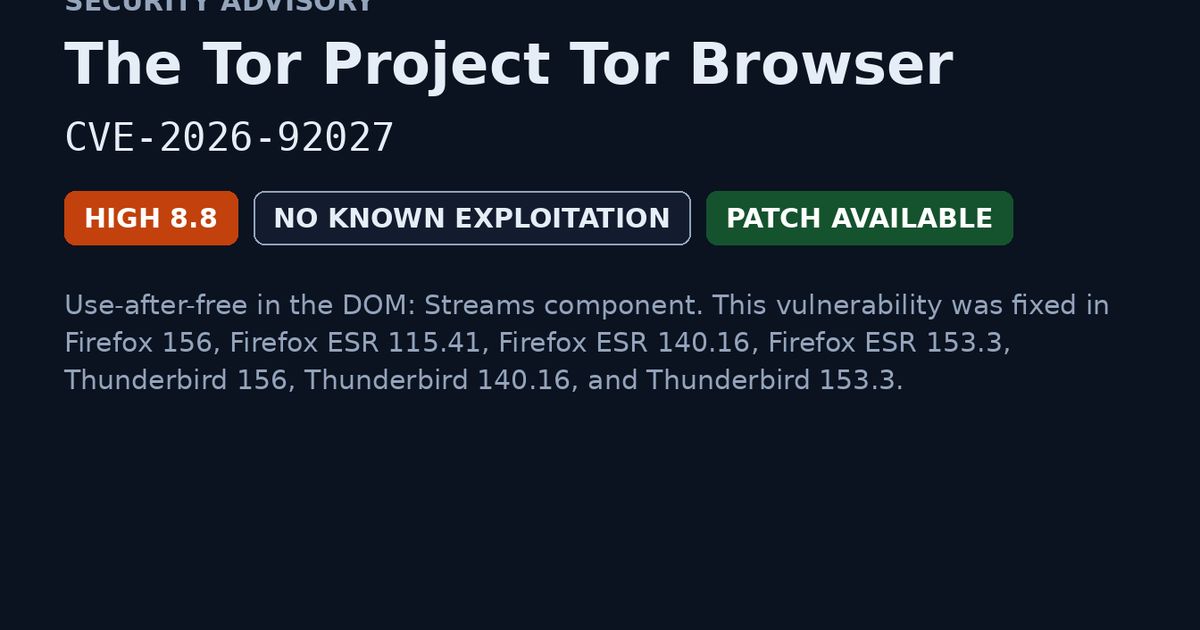 SECURITY ADVISORY
The Tor Project Tor Browser
CVE-2026-92027
HIGH 8.8
NO KNOWN EXPLOITATION
PATCH AVAILABLE
Use-after-free in the DOM: Streams component. This vulnerability was fixed in
Firefox 156, Firefox ESR 115.41, Firefox ESR 140.16, Firefox ESR 153.3,
Thunderbird 156, Thunderbird 140.16, and Thunderbird 153.3.